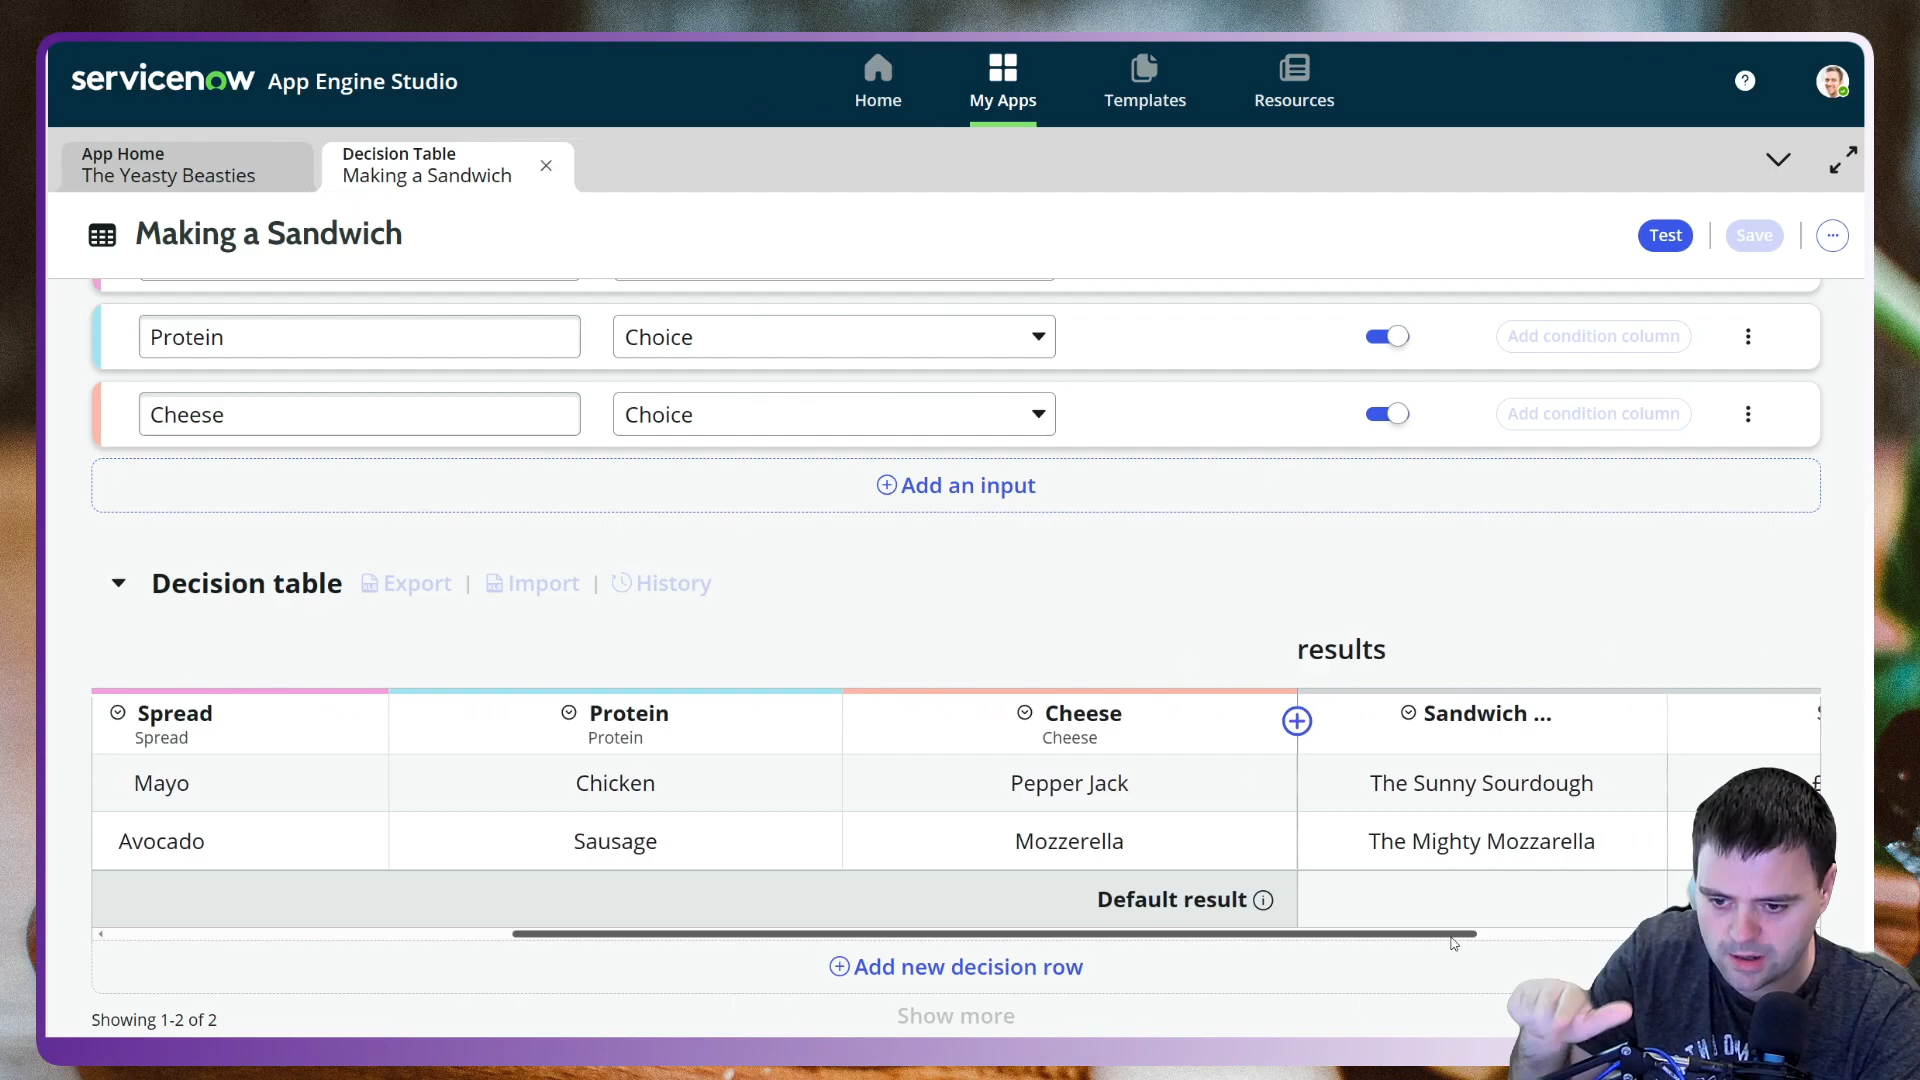 servicenow App Engine Studio
Home
My Apps
Templates
Resources
?
App Home
The Yeasty Beasties
Decision Table
Making a Sandwich
Making a Sandwich
Test
Save
Protein
Choice
Add condition column
Cheese
Choice
Add condition column
Add an input
Decision table
Export | Import | History
results
Spread
Spread
Protein
Protein
Cheese
Cheese
Sandwich ...
Mayo
Chicken
Pepper Jack
The Sunny Sourdough
Avocado
Sausage
Mozzerella
The Mighty Mozzarella
Default result
Add new decision row
Show more
Showing 1-2 of 2